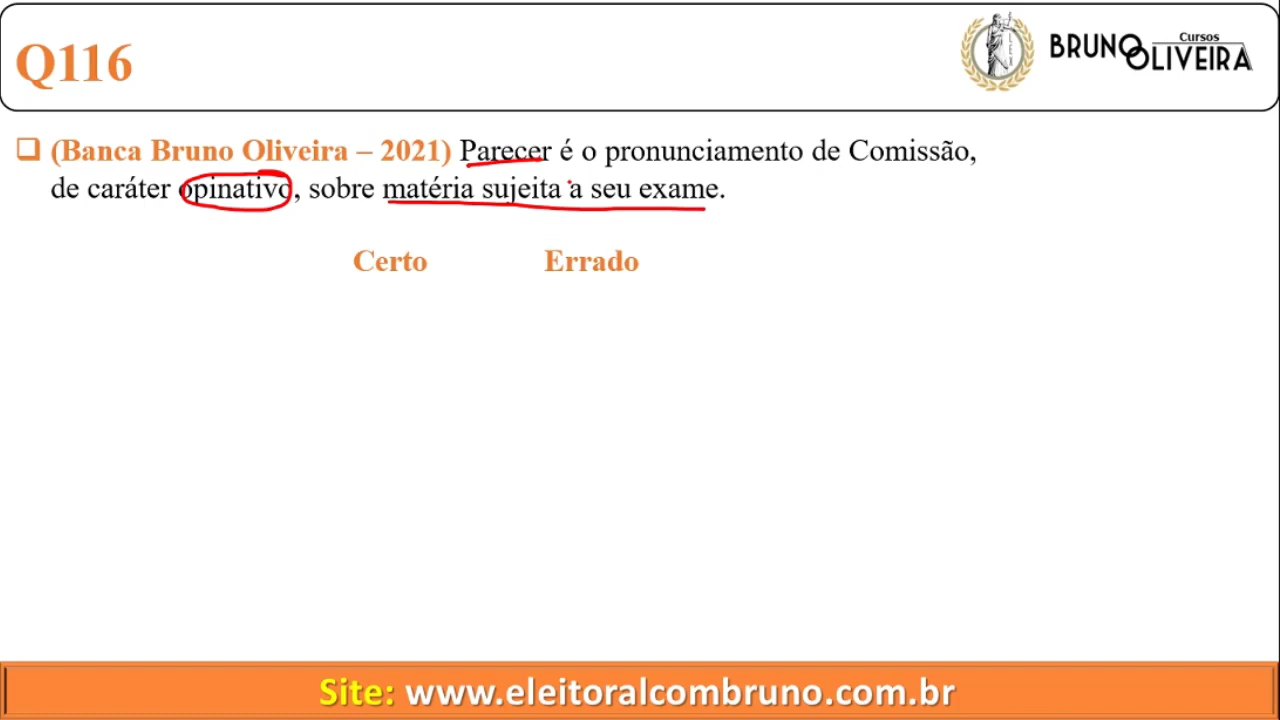 Q116
Cursos
BRUNO
OLIVEIRA
❑ (Banca Bruno Oliveira – 2021) Parecer é o pronunciamento de Comissão,
de caráter opinativo, sobre matéria sujeita a seu exame.
Certo Errado
Site: www.eleitoralcombruno.com.br